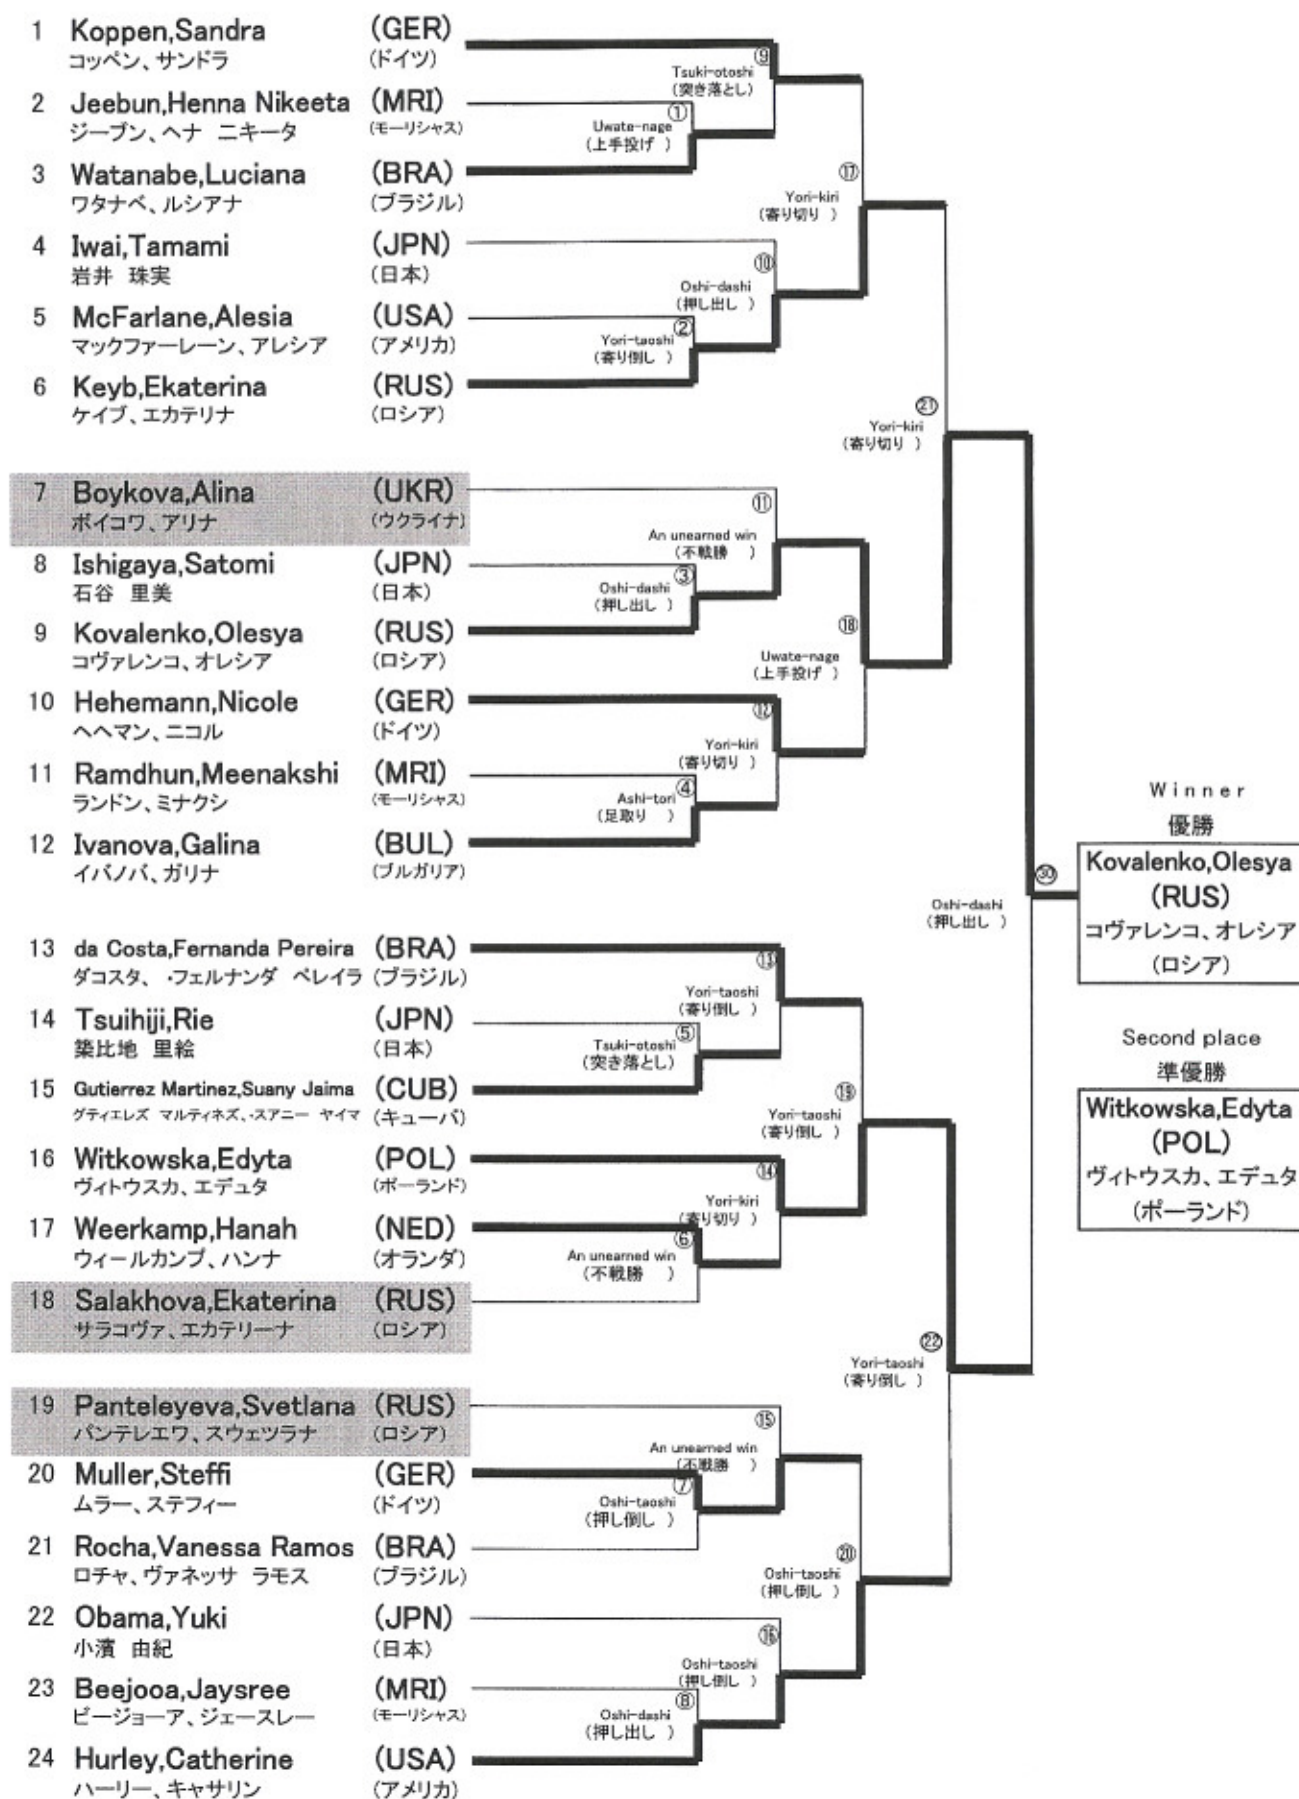 1 Koppen,Sandra (GER)
コッペン、サンドラ (ドイツ)
⑨
Tsuki-otoshi
(突き落とし)
2 Jeebun,Henna Nikeeta (MRI)
ジーブン、ヘナ ニキータ (モーリシャス)
①
Uwate-nage
(上手投げ )
3 Watanabe,Luciana (BRA)
ワタナベ、ルシアナ (ブラジル)
⑰
Yori-kiri
(寄り切り )
4 Iwai,Tamami (JPN)
岩井 珠実 (日本)
⑩
Oshi-dashi
(押し出し )
5 McFarlane,Alesia (USA)
マックファーレーン、アレシア (アメリカ)
②
Yori-taoshi
(寄り倒し )
6 Keyb,Ekaterina (RUS)
ケイブ、エカテリナ (ロシア)
㉑
Yori-kiri
(寄り切り )
7 Boykova,Alina (UKR)
ボイコワ、アリナ (ウクライナ)
⑪
An unearned win
(不戦勝 )
8 Ishigaya,Satomi (JPN)
石谷 里美 (日本)
③
Oshi-dashi
(押し出し )
9 Kovalenko,Olesya (RUS)
コヴァレンコ、オレシア (ロシア)
⑱
Uwate-nage
(上手投げ )
10 Hehemann,Nicole (GER)
ヘヘマン、ニコル (ドイツ)
⑫
Yori-kiri
(寄り切り )
11 Ramdhun,Meenakshi (MRI)
ランドン、ミナクシ (モーリシャス)
④
Ashi-tori
(足取り )
12 Ivanova,Galina (BUL)
イバノバ、ガリナ (ブルガリア)
Winner
優勝
Kovalenko,Olesya
(RUS)
コヴァレンコ、オレシア
(ロシア)
㉚
Oshi-dashi
(押し出し )
13 da Costa,Fernanda Pereira (BRA)
ダコスタ、 ・フェルナンダ ペレイラ (ブラジル)
⑬
Yori-taoshi
(寄り倒し )
14 Tsuihiji,Rie (JPN)
築比地 里絵 (日本)
⑤
Tsuki-otoshi
(突き落とし)
Second place
準優勝
Witkowska,Edyta
(POL)
ヴィトウスカ、エデュタ
(ポーランド)
15 Gutierrez Martinez,Suany Jaima (CUB)
グティエレズ マルティネズ、・スアニー ヤイマ (キューバ)
⑲
Yori-taoshi
(寄り倒し )
16 Witkowska,Edyta (POL)
ヴィトウスカ、エデュタ (ポーランド)
⑭
Yori-kiri
(寄り切り )
17 Weerkamp,Hanah (NED)
ウィールカンプ、ハンナ (オランダ)
⑥
An unearned win
(不戦勝 )
18 Salakhova,Ekaterina (RUS)
サラコヴァ、エカテリーナ (ロシア)
㉒
Yori-taoshi
(寄り倒し )
19 Panteleyeva,Svetlana (RUS)
パンテレエワ、スウェツラナ (ロシア)
⑮
An unearned win
(不戦勝 )
20 Muller,Steffi (GER)
ムラー、ステフィー (ドイツ)
⑦
Oshi-taoshi
(押し倒し )
21 Rocha,Vanessa Ramos (BRA)
ロチャ、ヴァネッサ ラモス (ブラジル)
⑳
Oshi-taoshi
(押し倒し )
22 Obama,Yuki (JPN)
小濱 由紀 (日本)
⑯
Oshi-taoshi
(押し倒し )
23 Beejooa,Jaysree (MRI)
ビージョーア、ジェースレー (モーリシャス)
⑧
Oshi-dashi
(押し出し )
24 Hurley,Catherine (USA)
ハーリー、キャサリン (アメリカ)